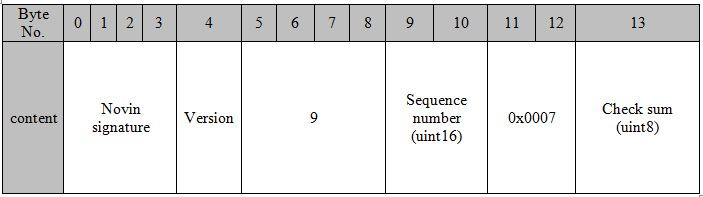 Byte No. 0 1 2 3 4 5 6 7 8 9 10 11 12 13
content Novin signature Version 9 Sequence number (uint16) 0x0007 Check sum (uint8)